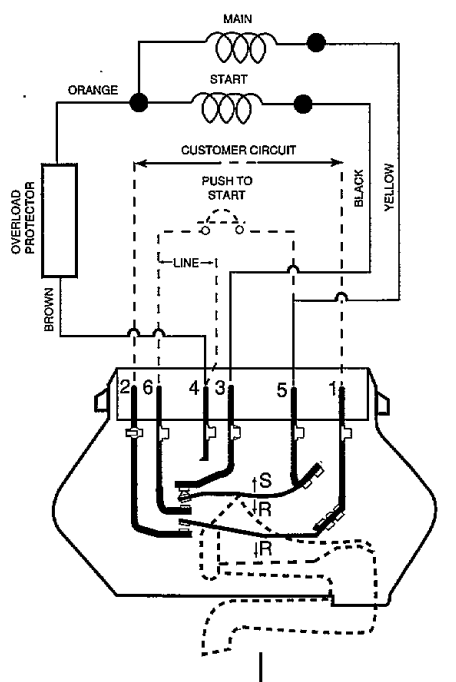 MAIN
START
ORANGE
CUSTOMER CIRCUIT
PUSH TO
START
OVERLOAD
PROTECTOR
BLACK
YELLOW
LINE
BROWN
2 6 4 3 5 1
S
R
R